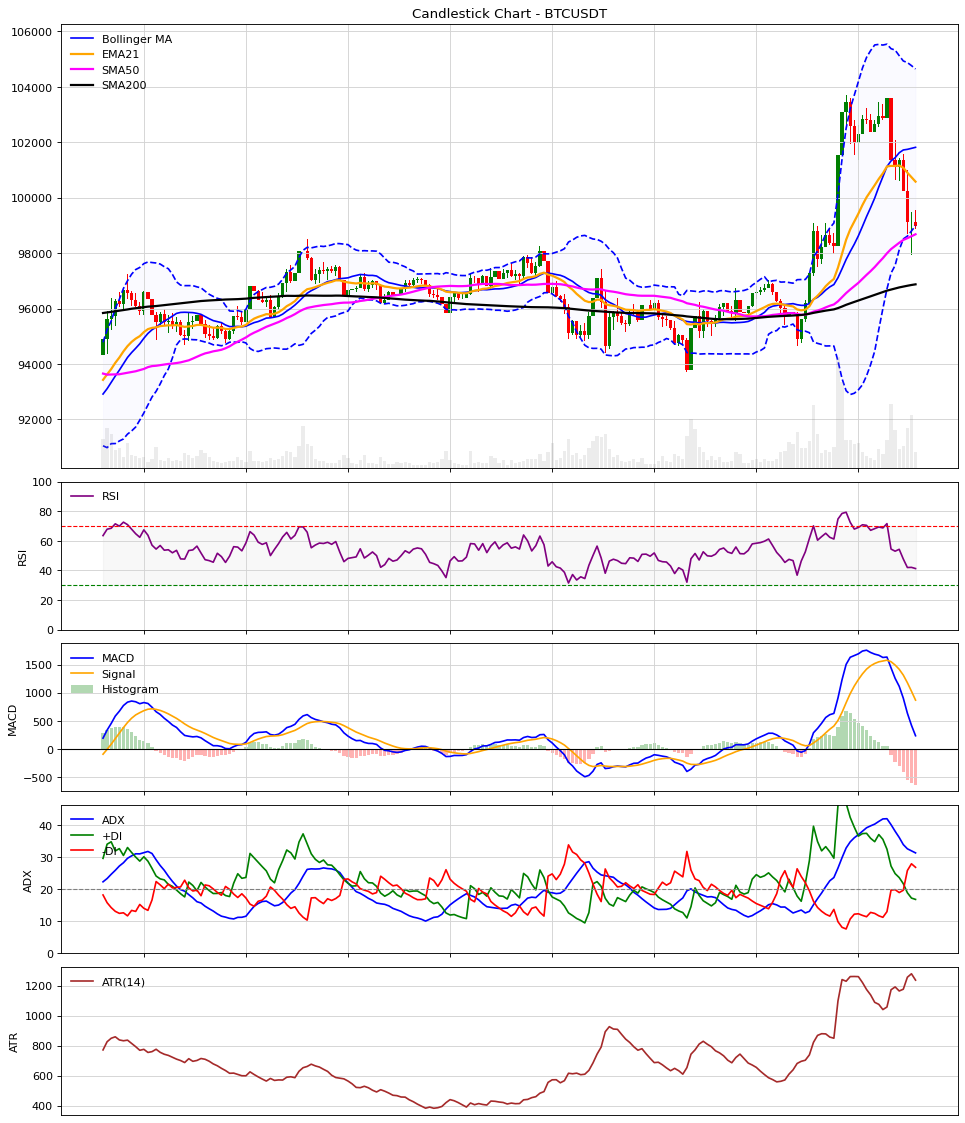 Candlestick Chart - BTCUSDT
106000
104000
102000
100000
98000
96000
94000
92000
Bollinger MA
EMA21
SMA50
SMA200
100
80
60
40
20
0
RSI
RSI
1500
1000
500
0
−500
MACD
MACD
Signal
Histogram
40
30
20
10
0
ADX
ADX
+DI
-DI
1200
1000
800
600
400
ATR
ATR(14)